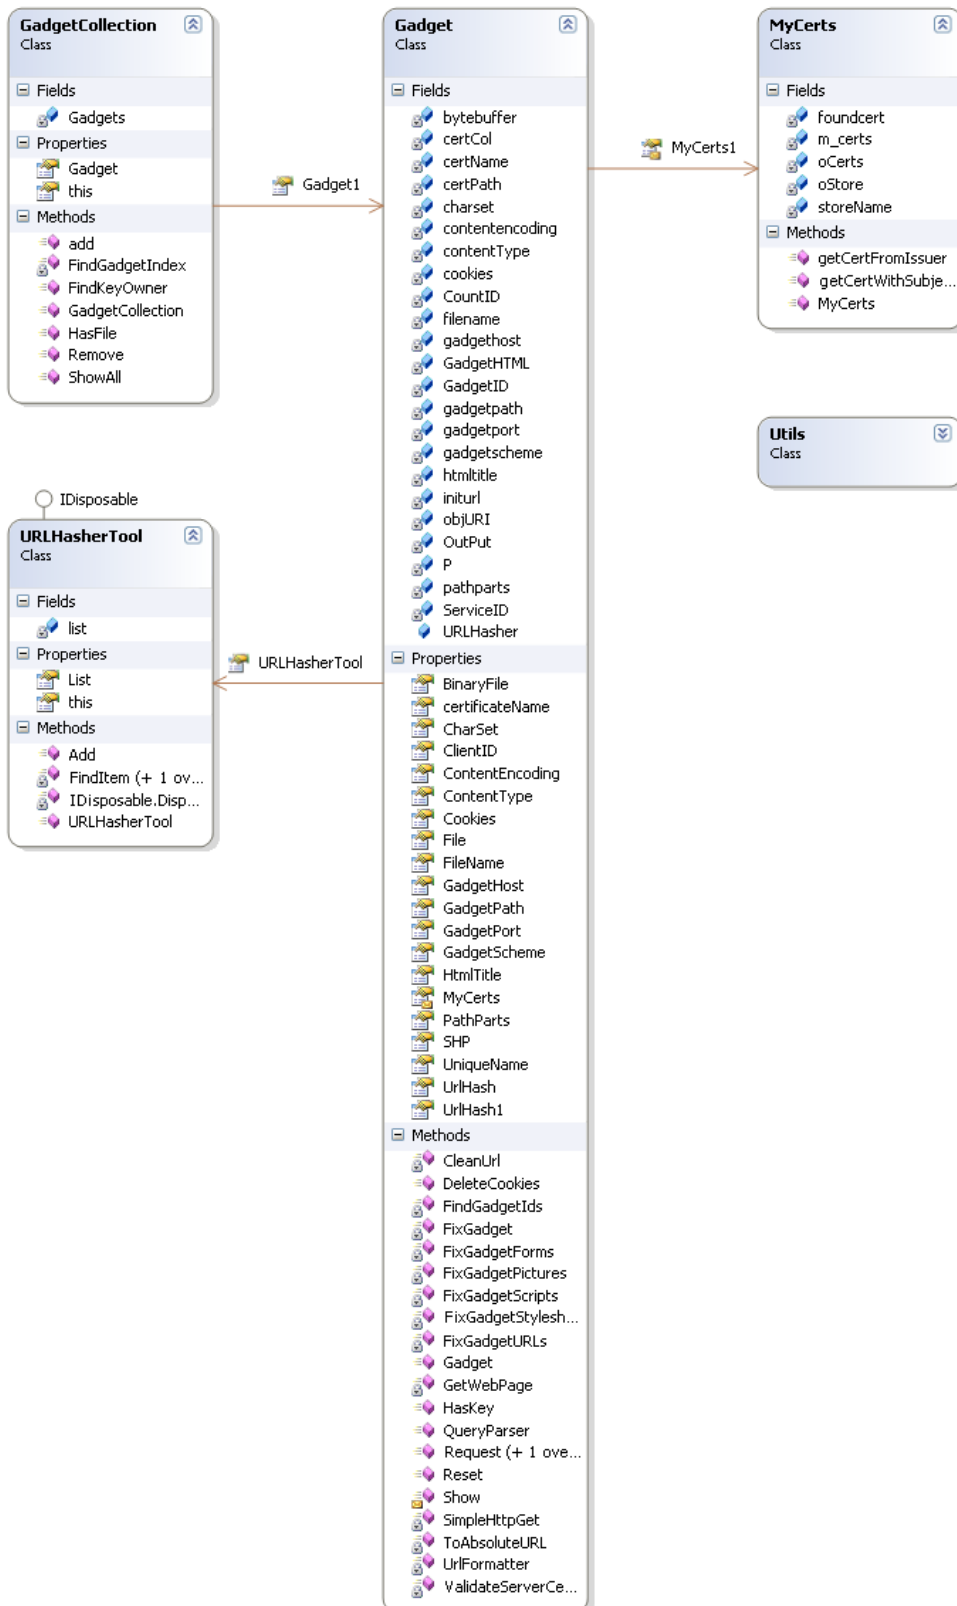 GadgetCollection
Class
Fields
Gadgets
Properties
Gadget
this
Methods
add
FindGadgetIndex
FindKeyOwner
GadgetCollection
HasFile
Remove
ShowAll
Gadget1
IDisposable
URLHasherTool
Class
Fields
list
Properties
List
this
Methods
Add
FindItem (+ 1 ov...
IDisposable.Disp...
URLHasherTool
URLHasherTool
Gadget
Class
Fields
bytebuffer
certCol
certName
certPath
charset
contentencoding
contentType
cookies
CountID
filename
gadgethost
GadgetHTML
GadgetID
gadgetpath
gadgetport
gadgetscheme
htmltitle
initurl
objURI
OutPut
P
pathparts
ServiceID
URLHasher
Properties
BinaryFile
certificateName
CharSet
ClientID
ContentEncoding
ContentType
Cookies
File
FileName
GadgetHost
GadgetPath
GadgetPort
GadgetScheme
HtmlTitle
MyCerts
PathParts
SHP
UniqueName
UrlHash
UrlHash1
Methods
CleanUrl
DeleteCookies
FindGadgetIds
FixGadget
FixGadgetForms
FixGadgetPictures
FixGadgetScripts
FixGadgetStylesh...
FixGadgetURLs
Gadget
GetWebPage
HasKey
QueryParser
Request (+ 1 ove...
Reset
Show
SimpleHttpGet
ToAbsoluteURL
UrlFormatter
ValidateServerCe...
MyCerts1
MyCerts
Class
Fields
foundcert
m_certs
oCerts
oStore
storeName
Methods
getCertFromIssuer
getCertWithSubje...
MyCerts
Utils
Class